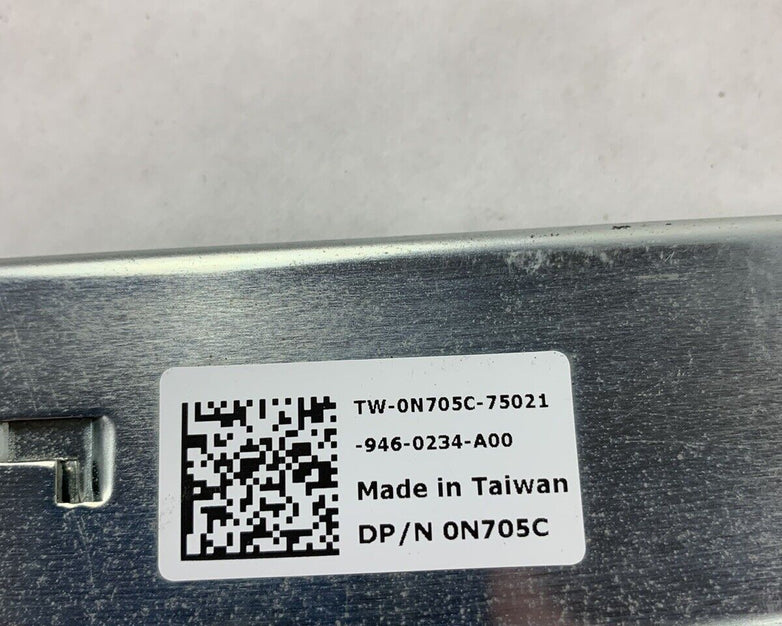 TW-0N705C-75021
-946-0234-A00
Made in Taiwan
DP/N 0N705C